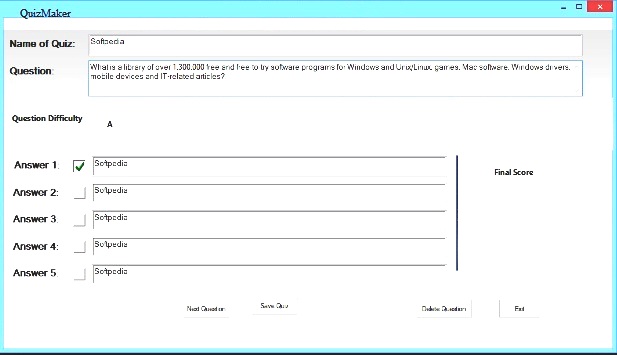 QuizMaker
Name of Quiz: Softpedia
Question: What is a library of over 1,300,000 free and free to try software programs for Windows and Unix/Linux, games, Mac software, Windows drivers,
mobile devices and IT-related articles?
Question Difficulty
A
Answer 1: Softpedia
Final Score
Answer 2: Softpedia
Answer 3: Softpedia
Answer 4: Softpedia
Answer 5: Softpedia
Next Question
Save Quiz
Delete Question
Exit